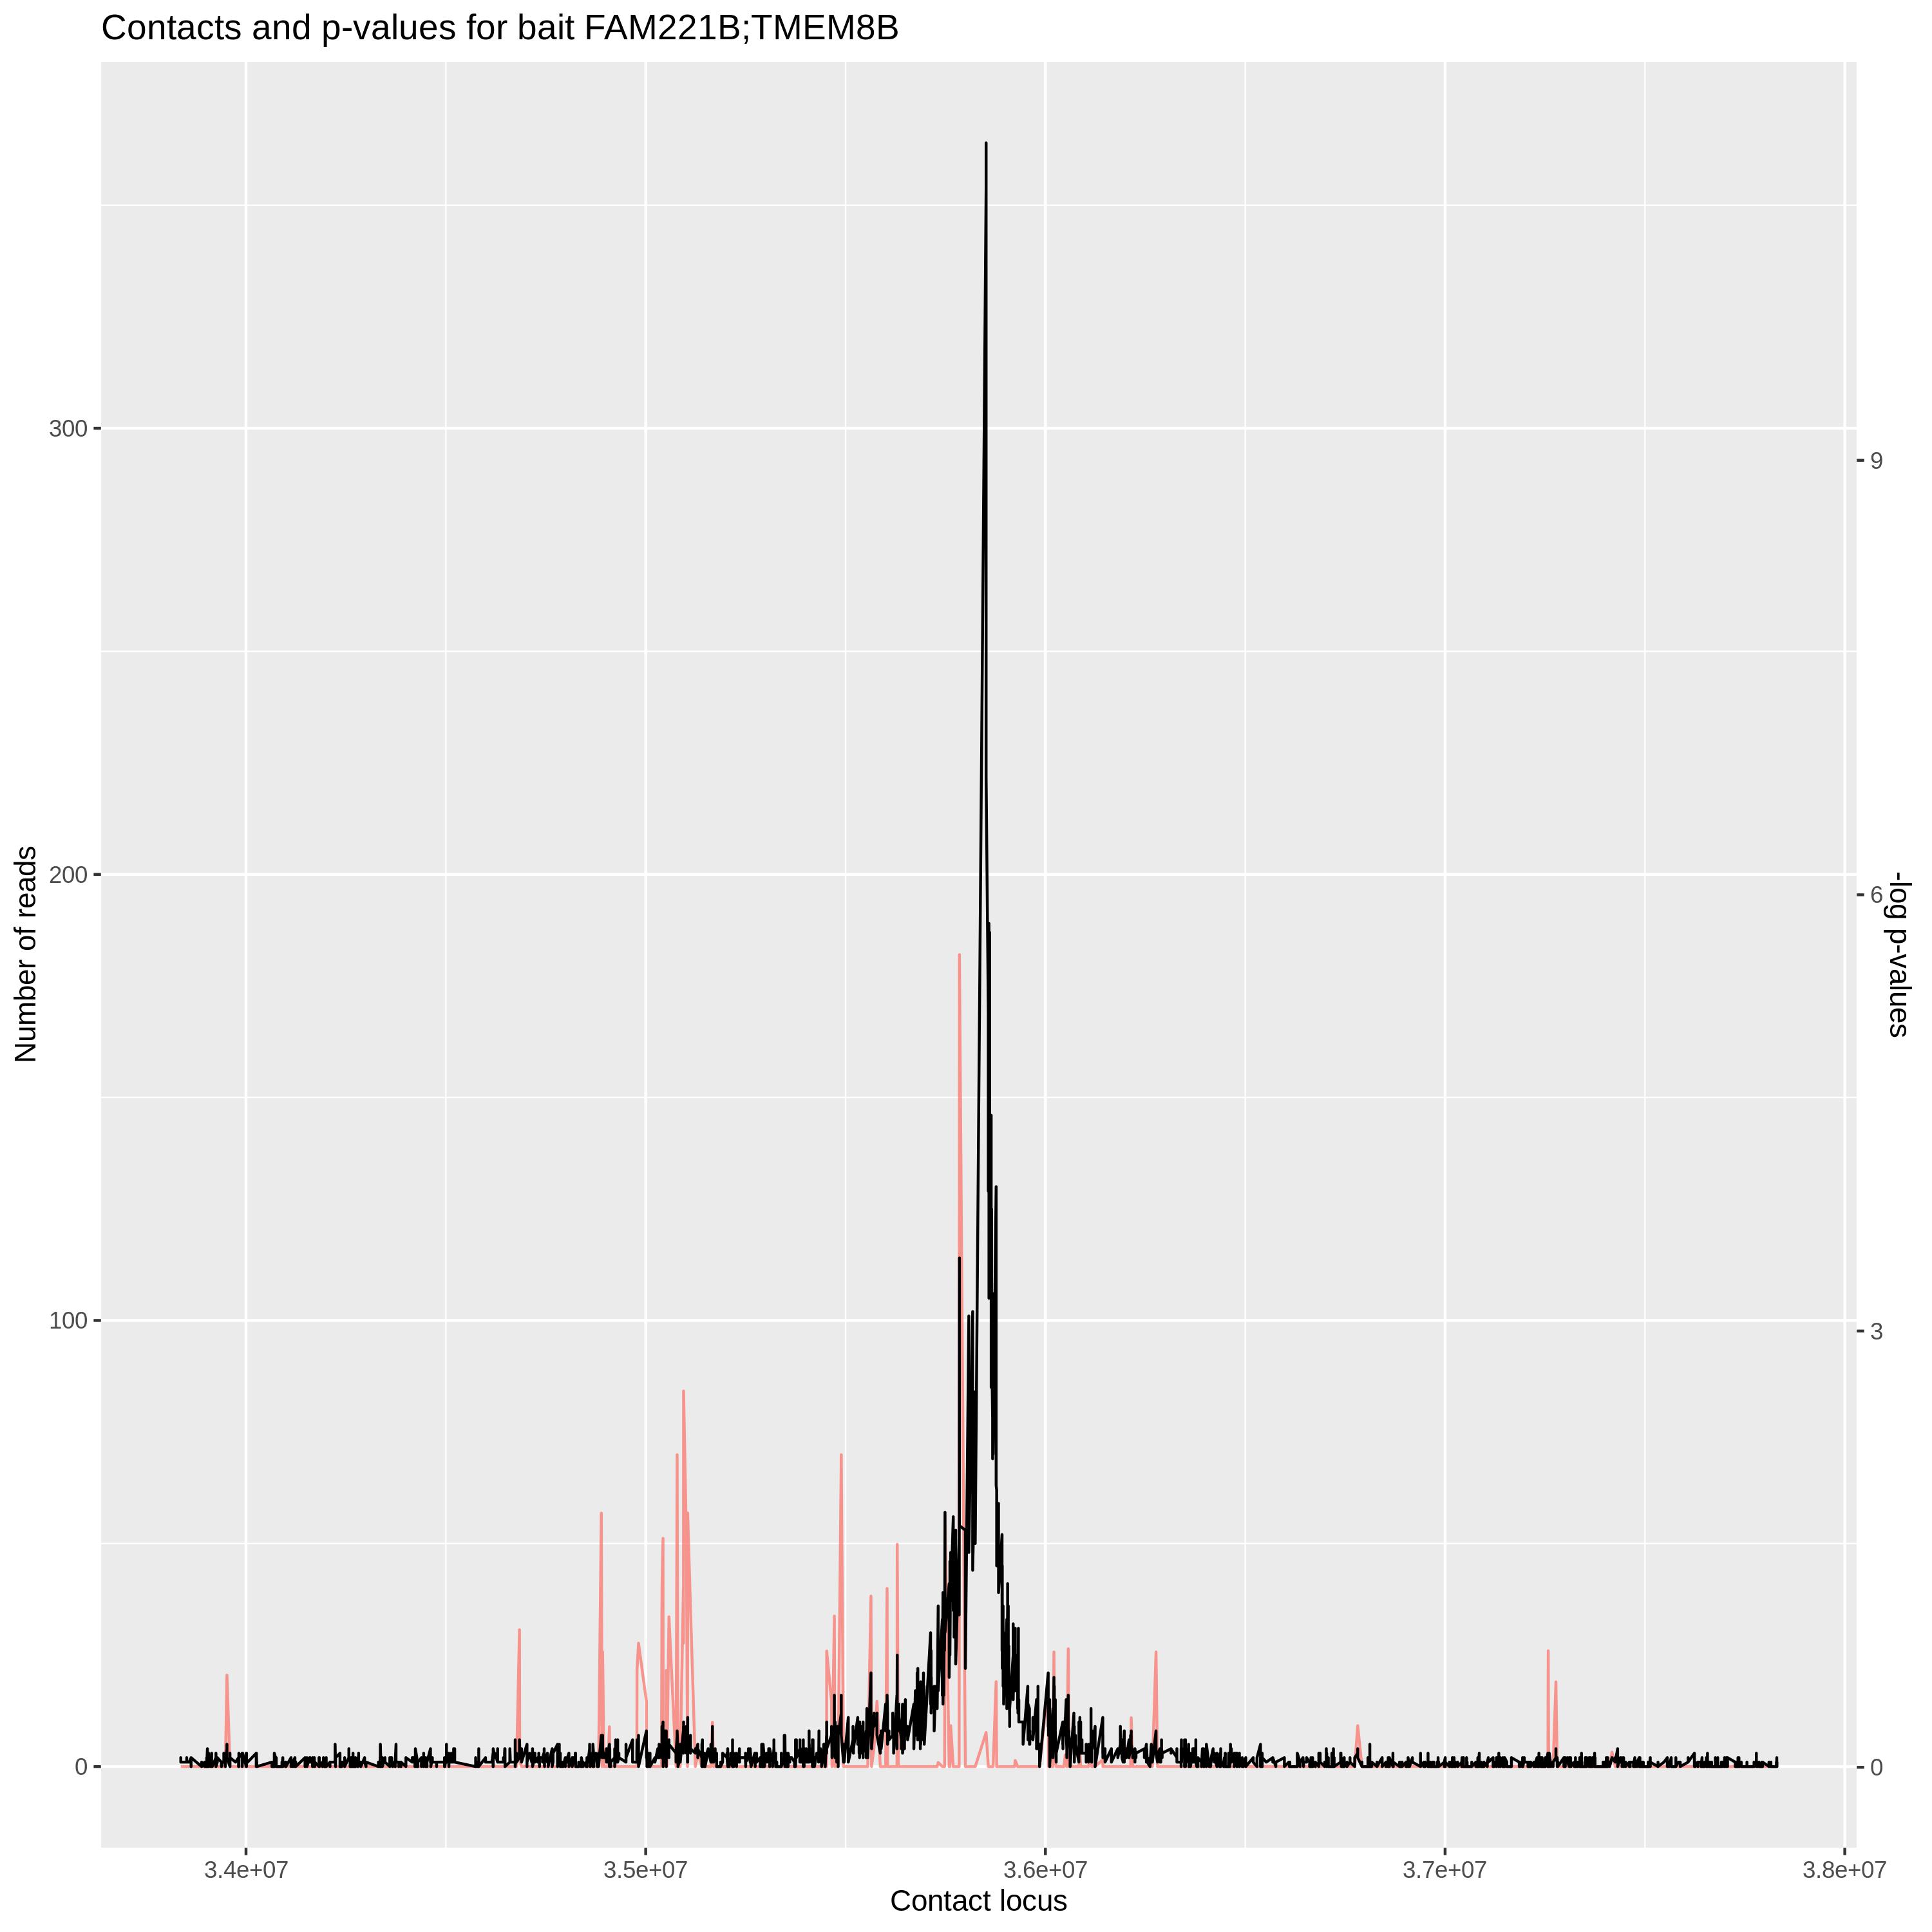 Contacts and p-values for bait FAM221B;TMEM8B
300
200
100
0
Number of reads
9
6
3
0
-log p-values
3.4e+07
3.5e+07
3.6e+07
3.7e+07
3.8e+07
Contact locus